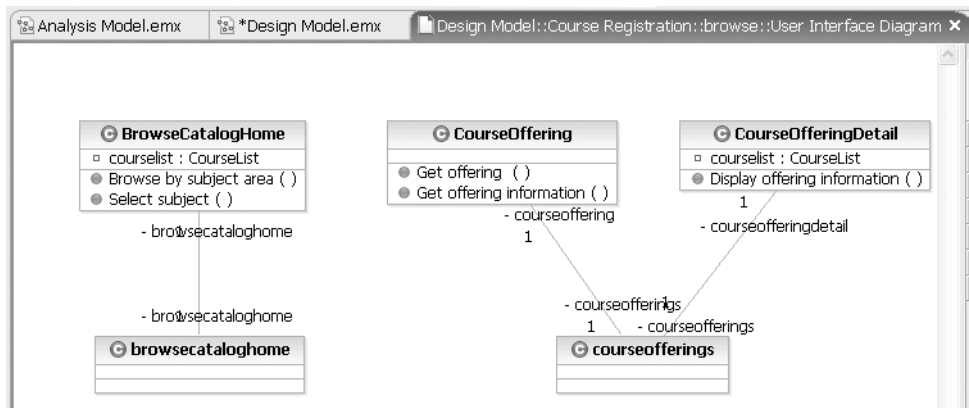 Analysis Model.emx
*Design Model.emx
Design Model::Course Registration::browse::User Interface Diagram
BrowseCatalogHome
courselist : CourseList
Browse by subject area ( )
Select subject ( )
CourseOffering
Get offering ( )
Get offering information ( )
CourseOfferingDetail
courselist : CourseList
Display offering information ( )
- browsecataloghome
1
- courseoffering
1
1
- courseofferingdetail
- browsecataloghome
1
- courseofferings
1
1
- courseofferings
browsecataloghome
courseofferings